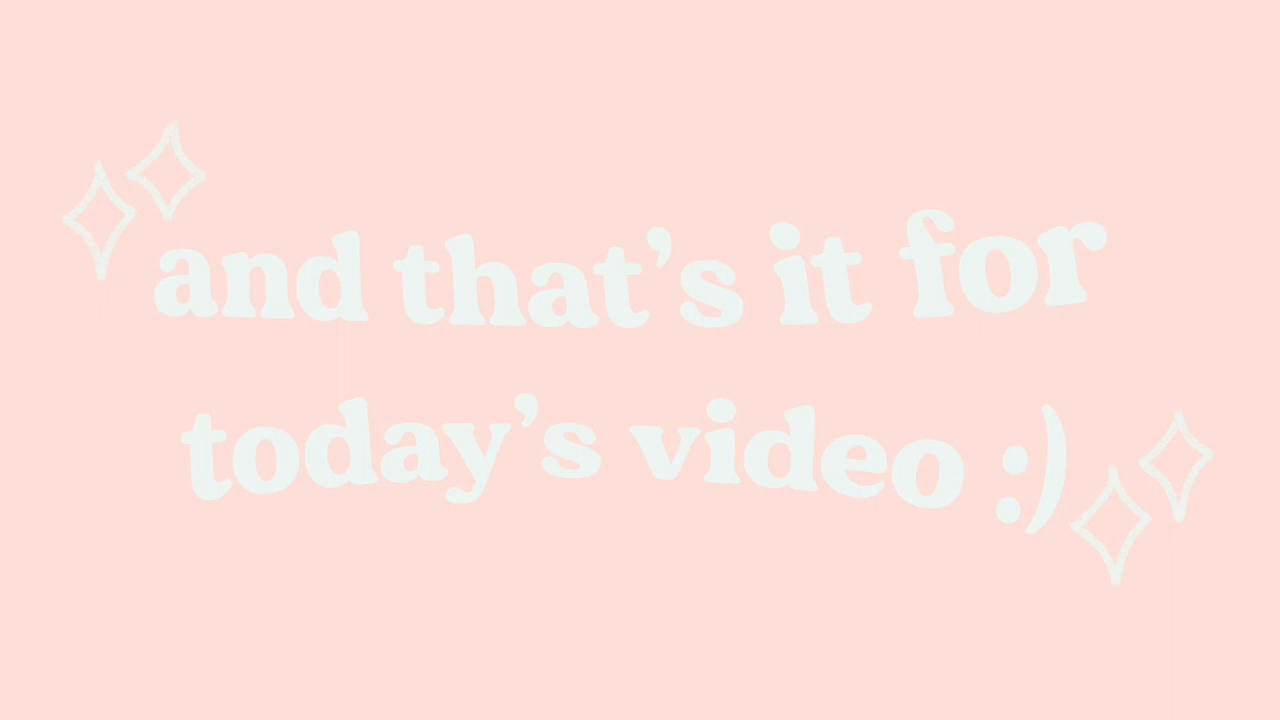 and that’s it for
today’s video :)